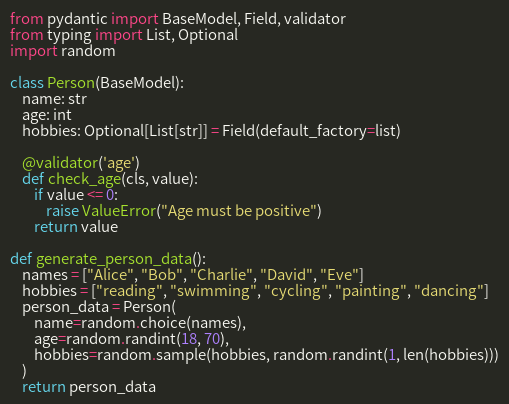 from pydantic import BaseModel, Field, validator
from typing import List, Optional
import random

class Person(BaseModel):
    name: str
    age: int
    hobbies: Optional[List[str]] = Field(default_factory=list)

    @validator('age')
    def check_age(cls, value):
        if value <= 0:
            raise ValueError("Age must be positive")
        return value

def generate_person_data():
    names = ["Alice", "Bob", "Charlie", "David", "Eve"]
    hobbies = ["reading", "swimming", "cycling", "painting", "dancing"]
    person_data = Person(
        name=random.choice(names),
        age=random.randint(18, 70),
        hobbies=random.sample(hobbies, random.randint(1, len(hobbies)))
    )
    return person_data